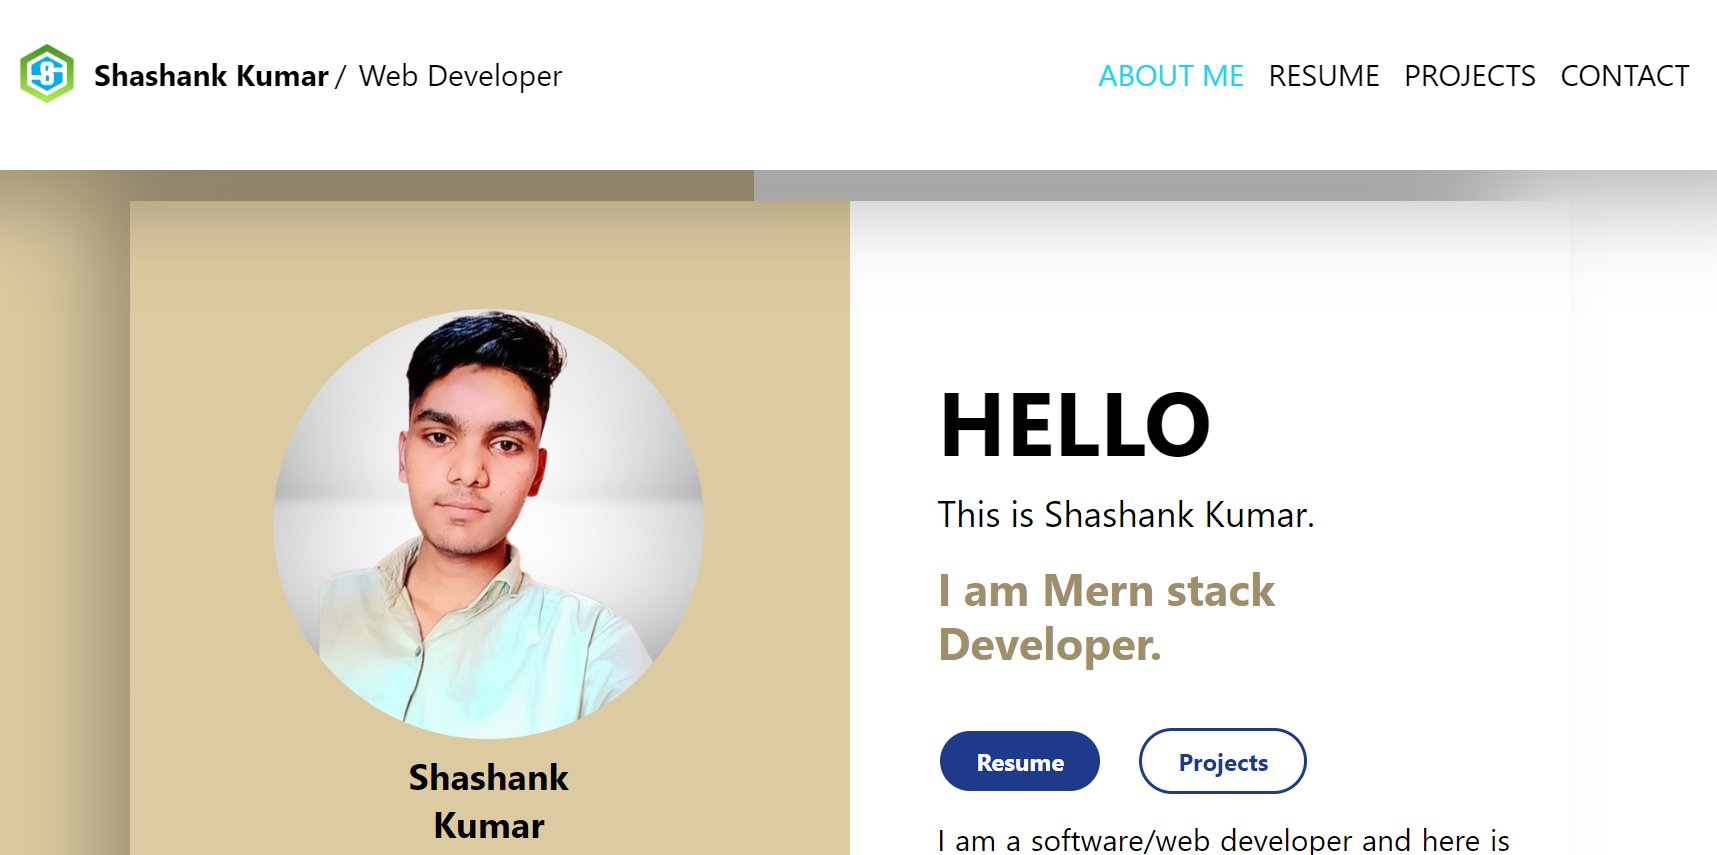 Shashank Kumar / Web Developer
ABOUT ME RESUME PROJECTS CONTACT
Shashank
Kumar
HELLO
This is Shashank Kumar.
I am Mern stack
Developer.
Resume Projects
I am a software/web developer and here is